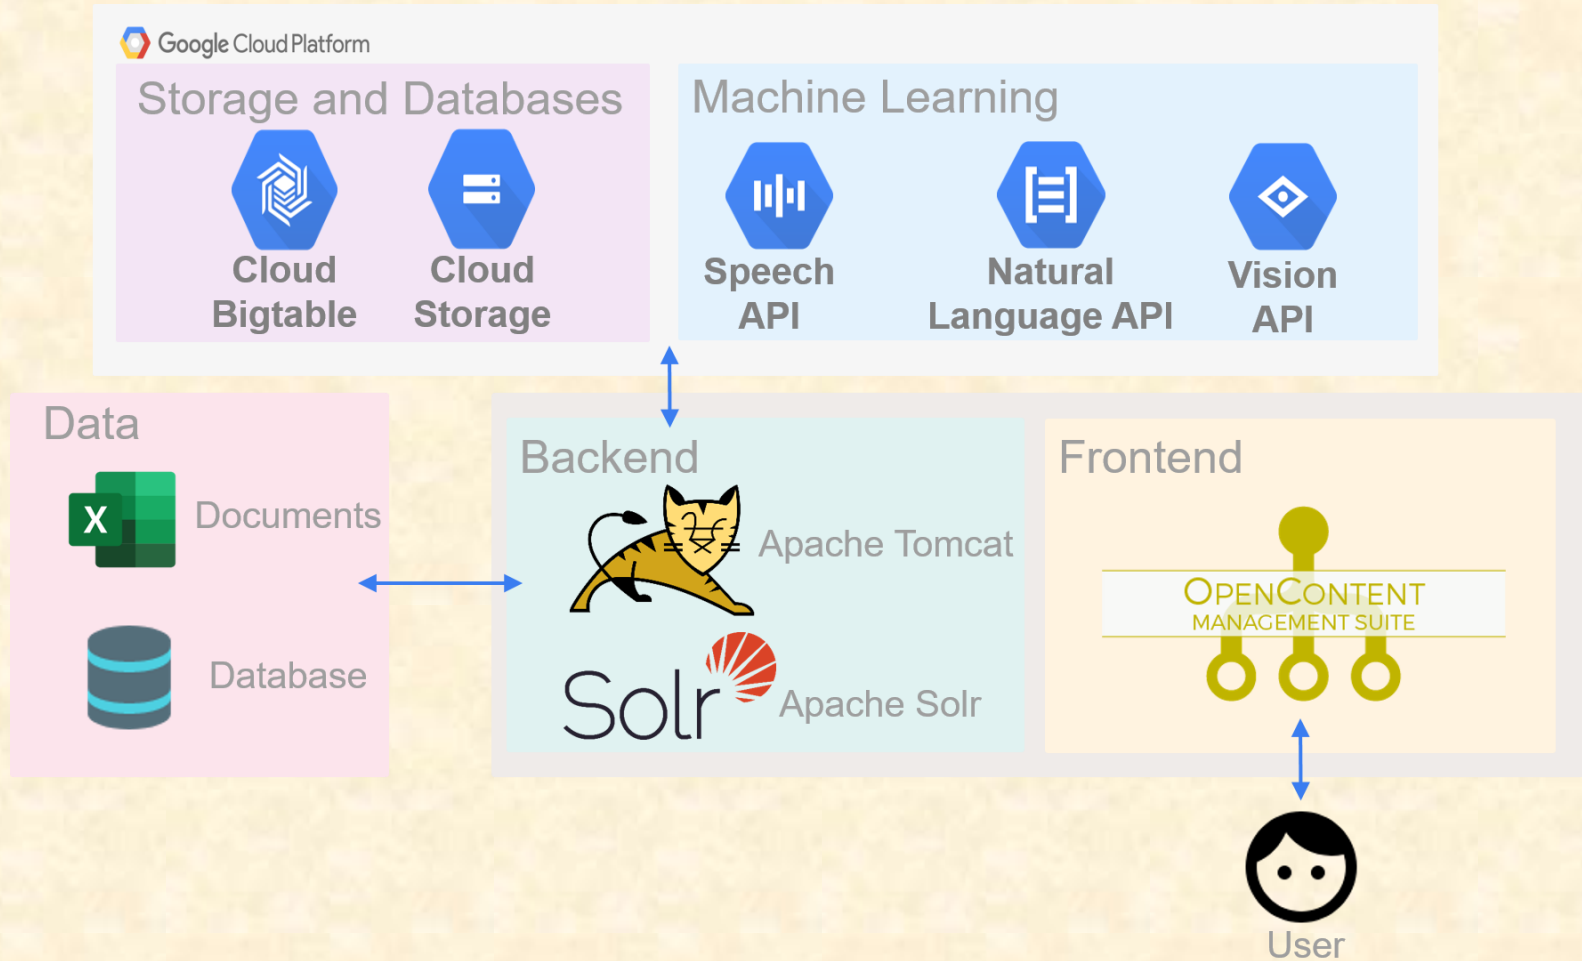 Google Cloud Platform
Storage and Databases
Machine Learning
Cloud
Bigtable
Cloud
Storage
Speech
API
Natural
Language API
Vision
API
Data
X
Documents
Database
Backend
Apache Tomcat
Solr
Apache Solr
Frontend
OPENCONTENT
MANAGEMENT SUITE
User